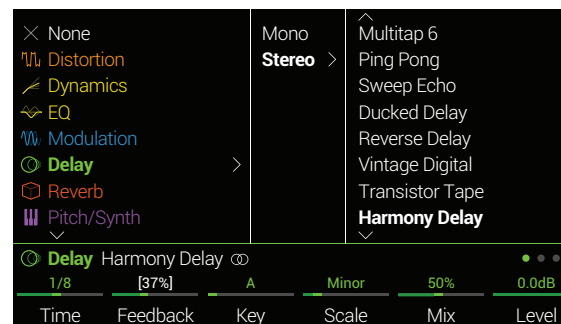 None
Distortion
Dynamics
EQ
Modulation
Delay
Reverb
Pitch/Synth
Mono
Stereo
Multitap 6
Ping Pong
Sweep Echo
Ducked Delay
Reverse Delay
Vintage Digital
Transistor Tape
Harmony Delay
Delay Harmony Delay
1/8 [37%] A Minor 50% 0.0dB
Time Feedback Key Scale Mix Level